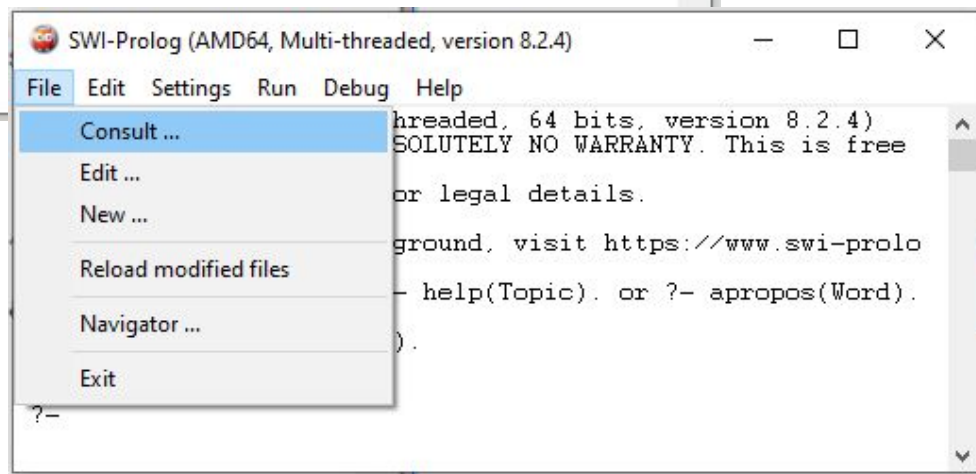 SWI-Prolog (AMD64, Multi-threaded, version 8.2.4)
File Edit Settings Run Debug Help
Consult ...
Edit ...
New ...
Reload modified files
Navigator ...
Exit
hreaded, 64 bits, version 8.2.4)
SOLUTELY NO WARRANTY. This is free
or legal details.
ground, visit https://www.swi-prolo
- help(Topic). or ?- apropos(Word).
).
?-